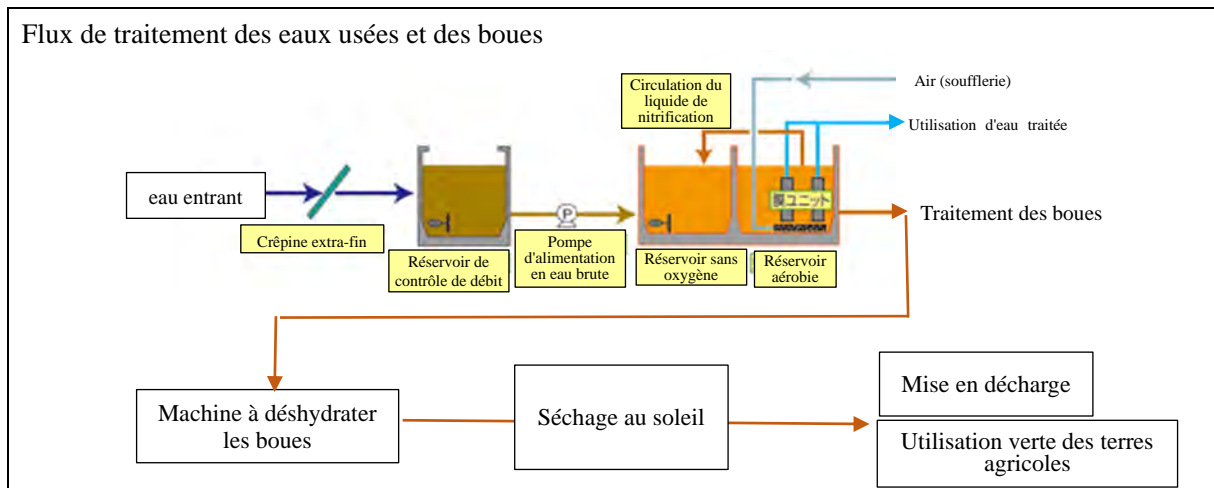 Flux de traitement des eaux usées et des boues
Circulation du
liquide de
nitrification
Air (soufflerie)
Utilisation d'eau traitée
eau entrant
P
膜ユニット
Traitement des boues
Crêpine extra-fin
Réservoir de
contrôle de débit
Pompe
d'alimentation
en eau brute
Réservoir sans
oxygène
Réservoir
aérobie
Machine à déshydrater
les boues
Séchage au soleil
Mise en décharge
Utilisation verte des terres
agricoles